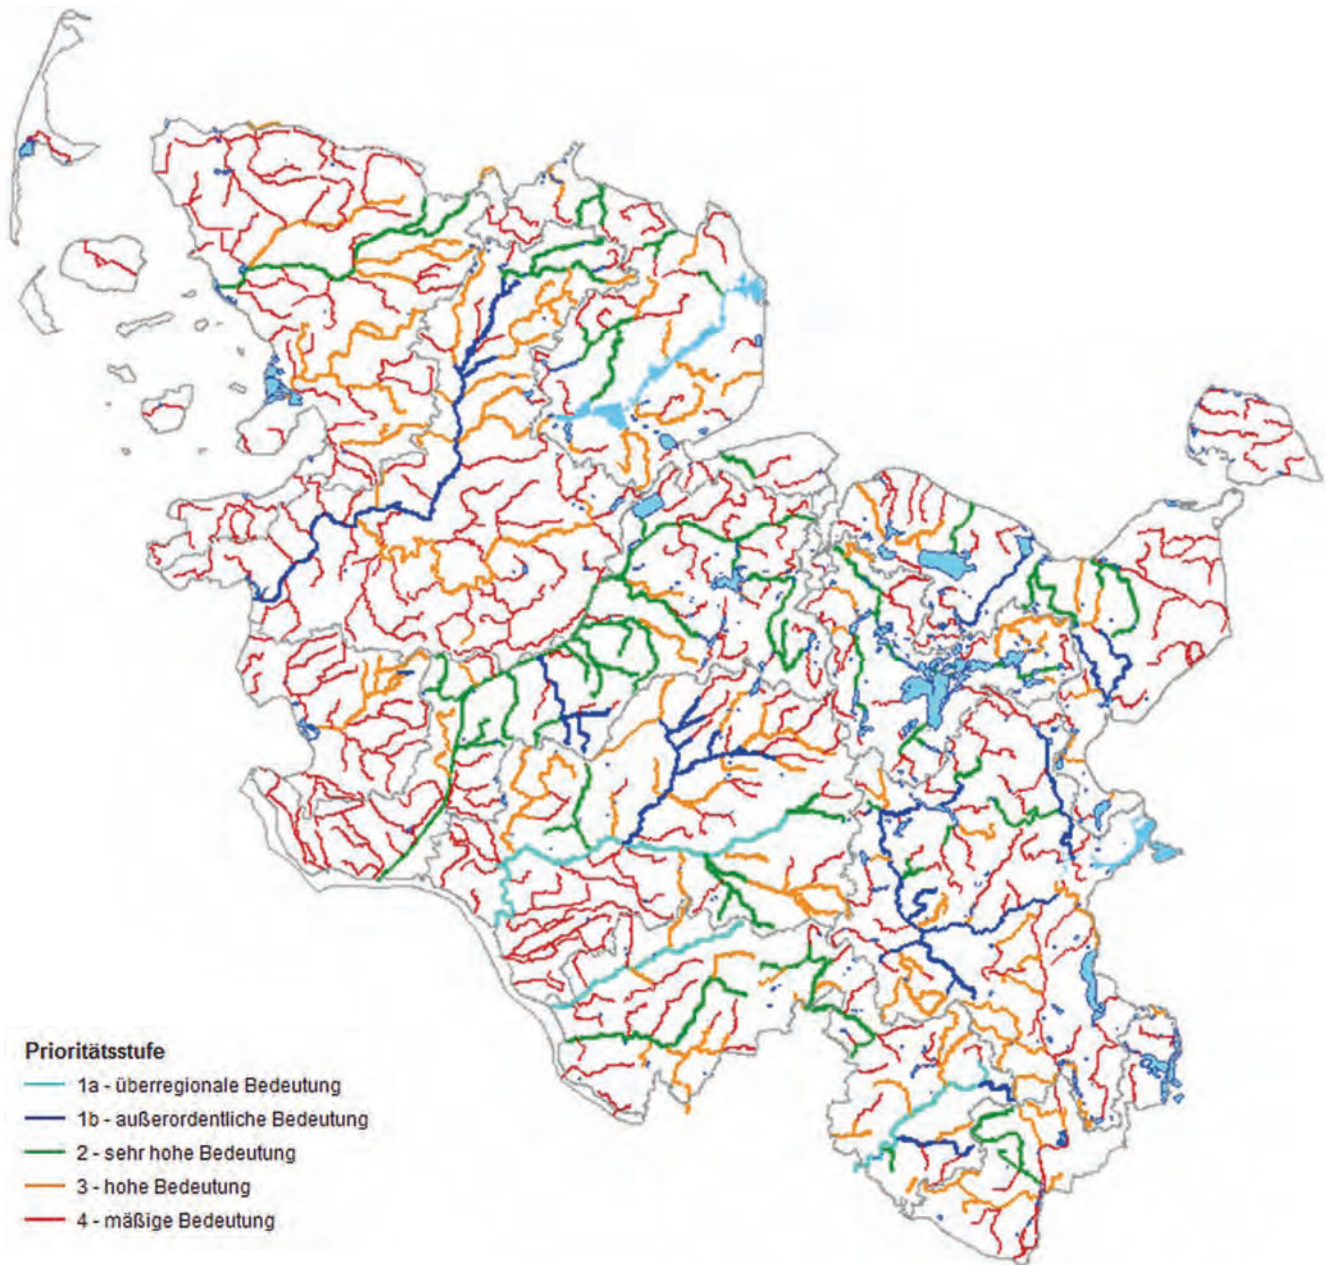 Prioritätsstufe
1a - überregionale Bedeutung
1b - außerordentliche Bedeutung
2 - sehr hohe Bedeutung
3 - hohe Bedeutung
4 - mäßige Bedeutung